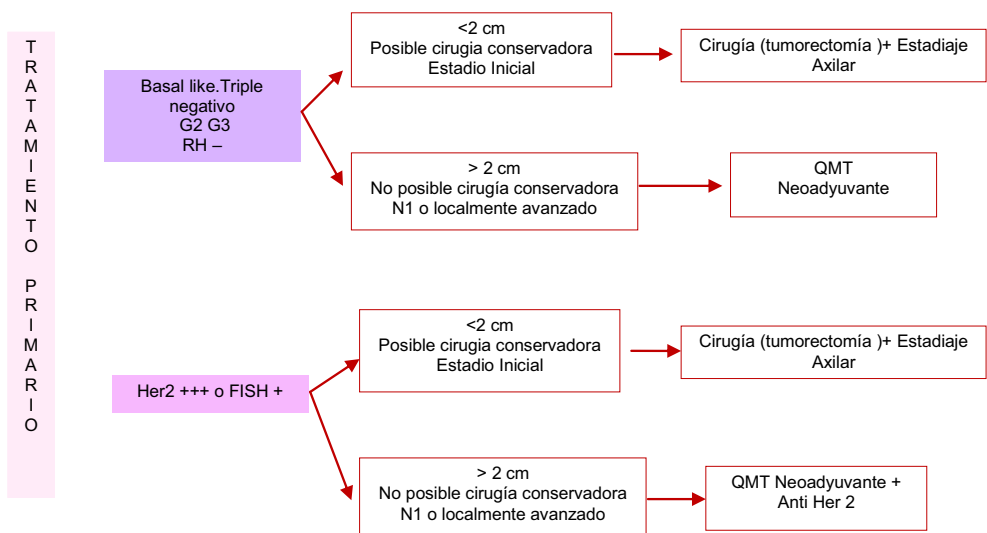 TRATAMIENTO PRIMARIO
Basal like.Triple
negativo
G2 G3
RH –
<2 cm
Posible cirugia conservadora
Estadio Inicial
Cirugía (tumorectomía )+ Estadiaje
Axilar
> 2 cm
No posible cirugía conservadora
N1 o localmente avanzado
QMT
Neoadyuvante
Her2 +++ o FISH +
<2 cm
Posible cirugia conservadora
Estadio Inicial
Cirugía (tumorectomía )+ Estadiaje
Axilar
> 2 cm
No posible cirugía conservadora
N1 o localmente avanzado
QMT Neoadyuvante +
Anti Her 2